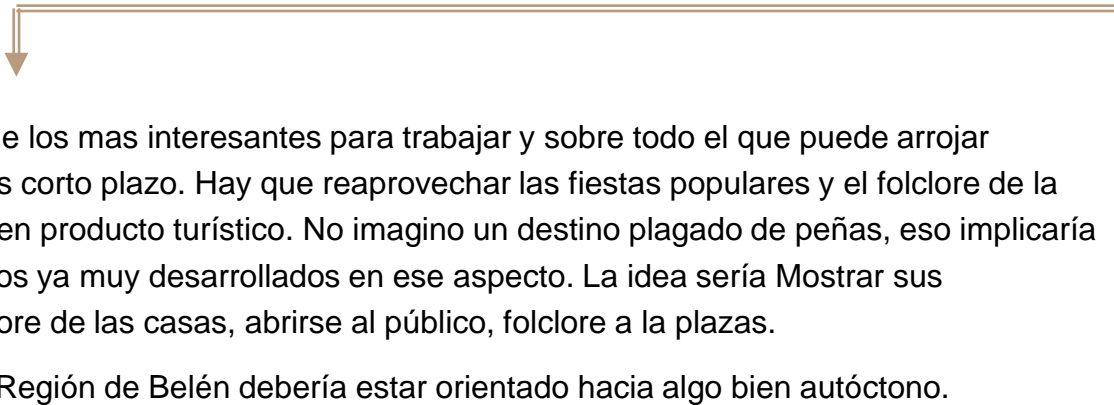 e los mas interesantes para trabajar y sobre todo el que puede arrojar
s corto plazo. Hay que reaprovechar las fiestas populares y el folclore de la
en producto turístico. No imagino un destino plagado de peñas, eso implicaría
os ya muy desarrollados en ese aspecto. La idea sería Mostrar sus
ore de las casas, abrirse al público, folclore a la plazas.
Región de Belén debería estar orientado hacia algo bien autóctono.